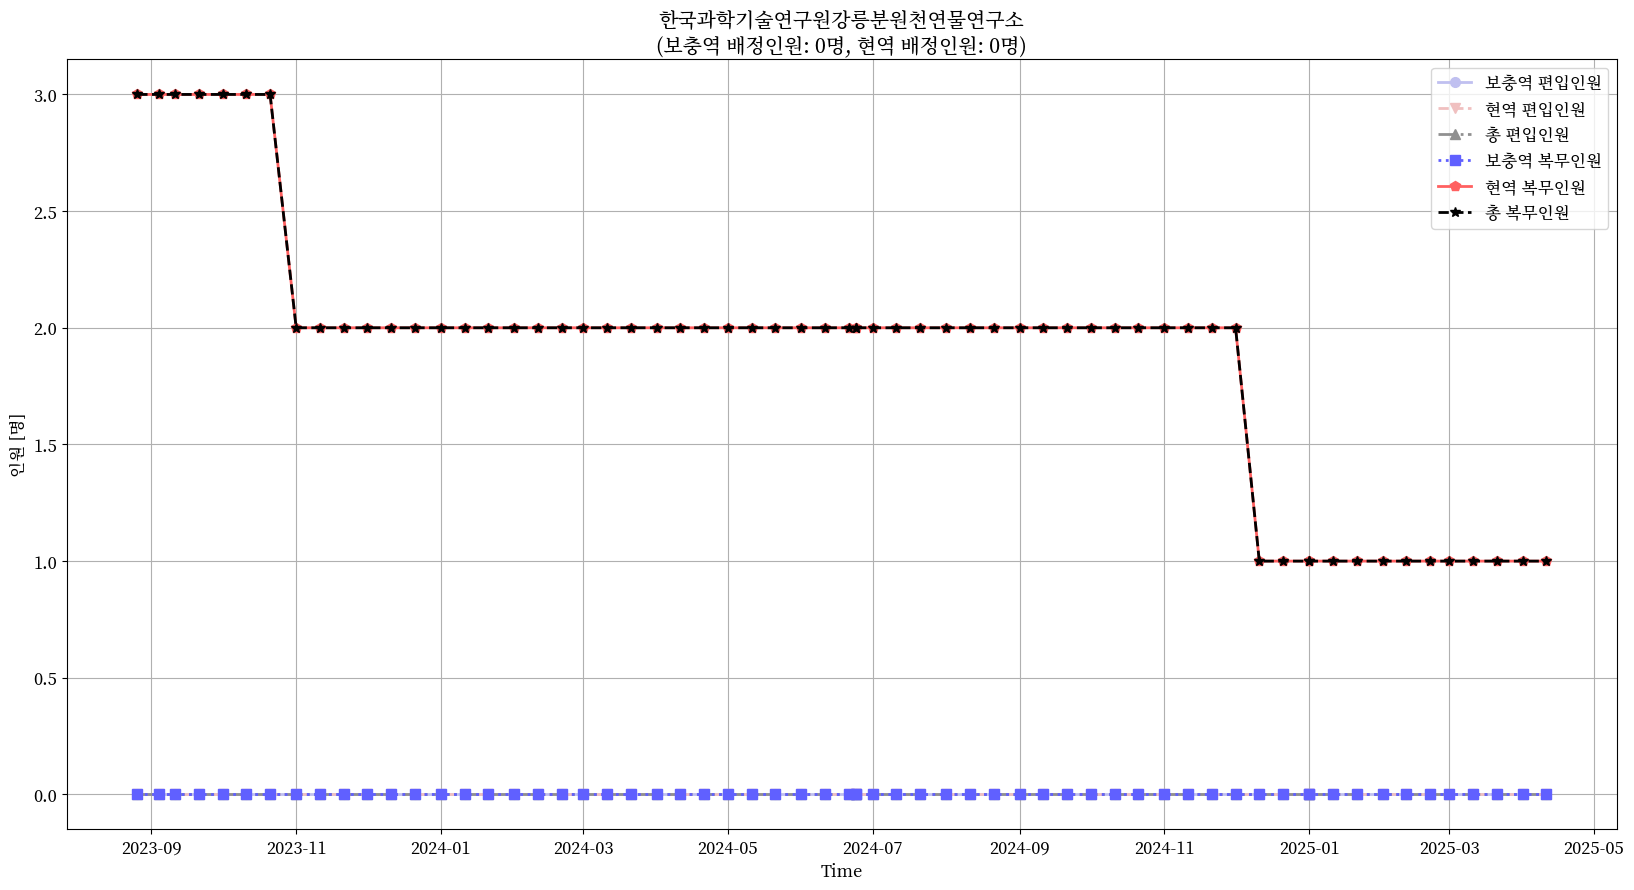 한국과학기술연구원강릉분원천연물연구소
(보충역 배정인원: 0명, 현역 배정인원: 0명)
보충역 편입인원
현역 편입인원
총 편입인원
보충역 복무인원
현역 복무인원
총 복무인원
3.0
2.5
2.0
1.5
1.0
0.5
0.0
인원 [명]
2023-09
2023-11
2024-01
2024-03
2024-05
2024-07
2024-09
2024-11
2025-01
2025-03
2025-05
Time